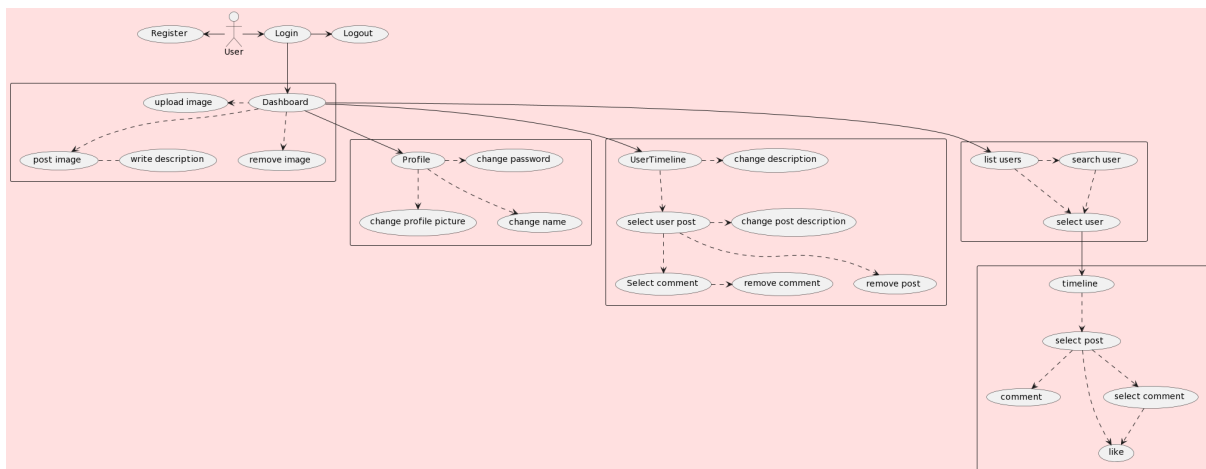 Register
Login
Logout
User
upload image
Dashboard
post image
write description
remove image
Profile
change password
change profile picture
change name
UserTimeline
change description
select user post
change post description
Select comment
remove comment
remove post
list users
search user
select user
timeline
select post
comment
select comment
like